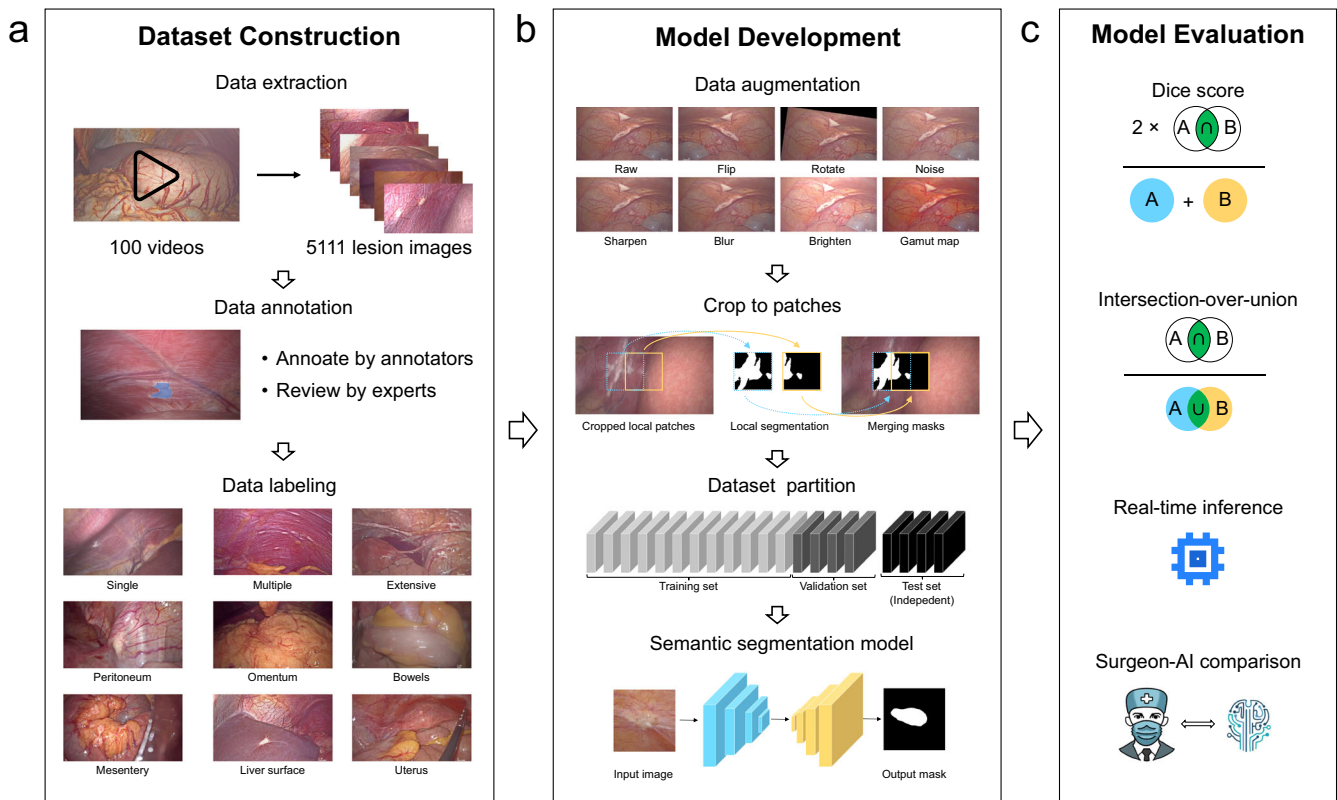 a
Dataset Construction
Data extraction
100 videos
5111 lesion images
Data annotation
• Annoate by annotators
• Review by experts
Data labeling
Single
Multiple
Extensive
Peritoneum
Omentum
Bowels
Mesentery
Liver surface
Uterus
b
Model Development
Data augmentation
Raw
Flip
Rotate
Noise
Sharpen
Blur
Brighten
Gamut map
Crop to patches
Cropped local patches
Local segmentation
Merging masks
Dataset partition
Training set
Validation set
Test set
(Indepedent)
Semantic segmentation model
Input image
Output mask
c
Model Evaluation
Dice score
2 × A ∩ B
A + B
Intersection-over-union
A ∩ B
A ∪ B
Real-time inference
Surgeon-AI comparison